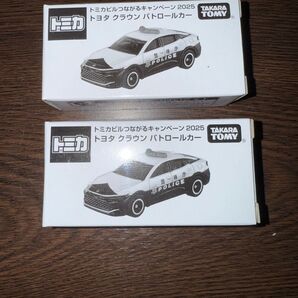 トミカ
トミカビルつながるキャンペーン 2025
トヨタ クラウン パトロールカー
TAKARA
TOMY
POLICE
トミカ
トミカビルつながるキャンペーン 2025
トヨタ クラウン パトロールカー
TAKARA
TOMY
POLICE